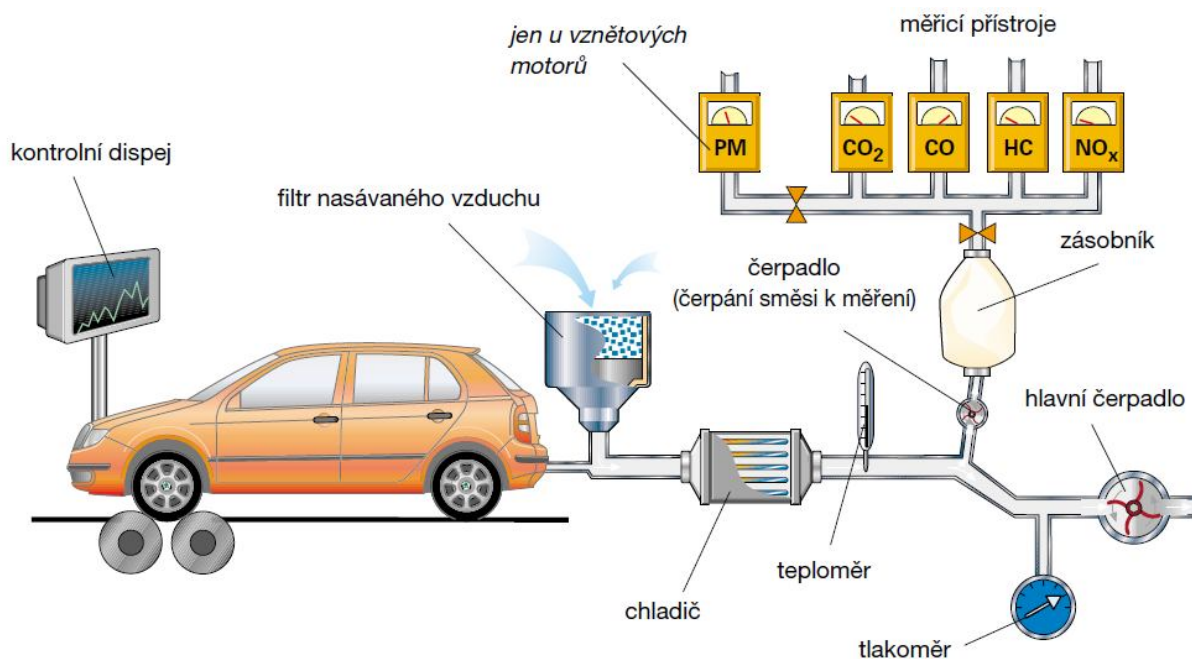 jen u vznětových
motorů
měřicí přístroje
PM
CO₂
CO
HC
NOₓ
kontrolní dispej
filtr nasávaného vzduchu
čerpadlo
(čerpání směsi k měření)
zásobník
hlavní čerpadlo
teploměr
chladič
tlakoměr